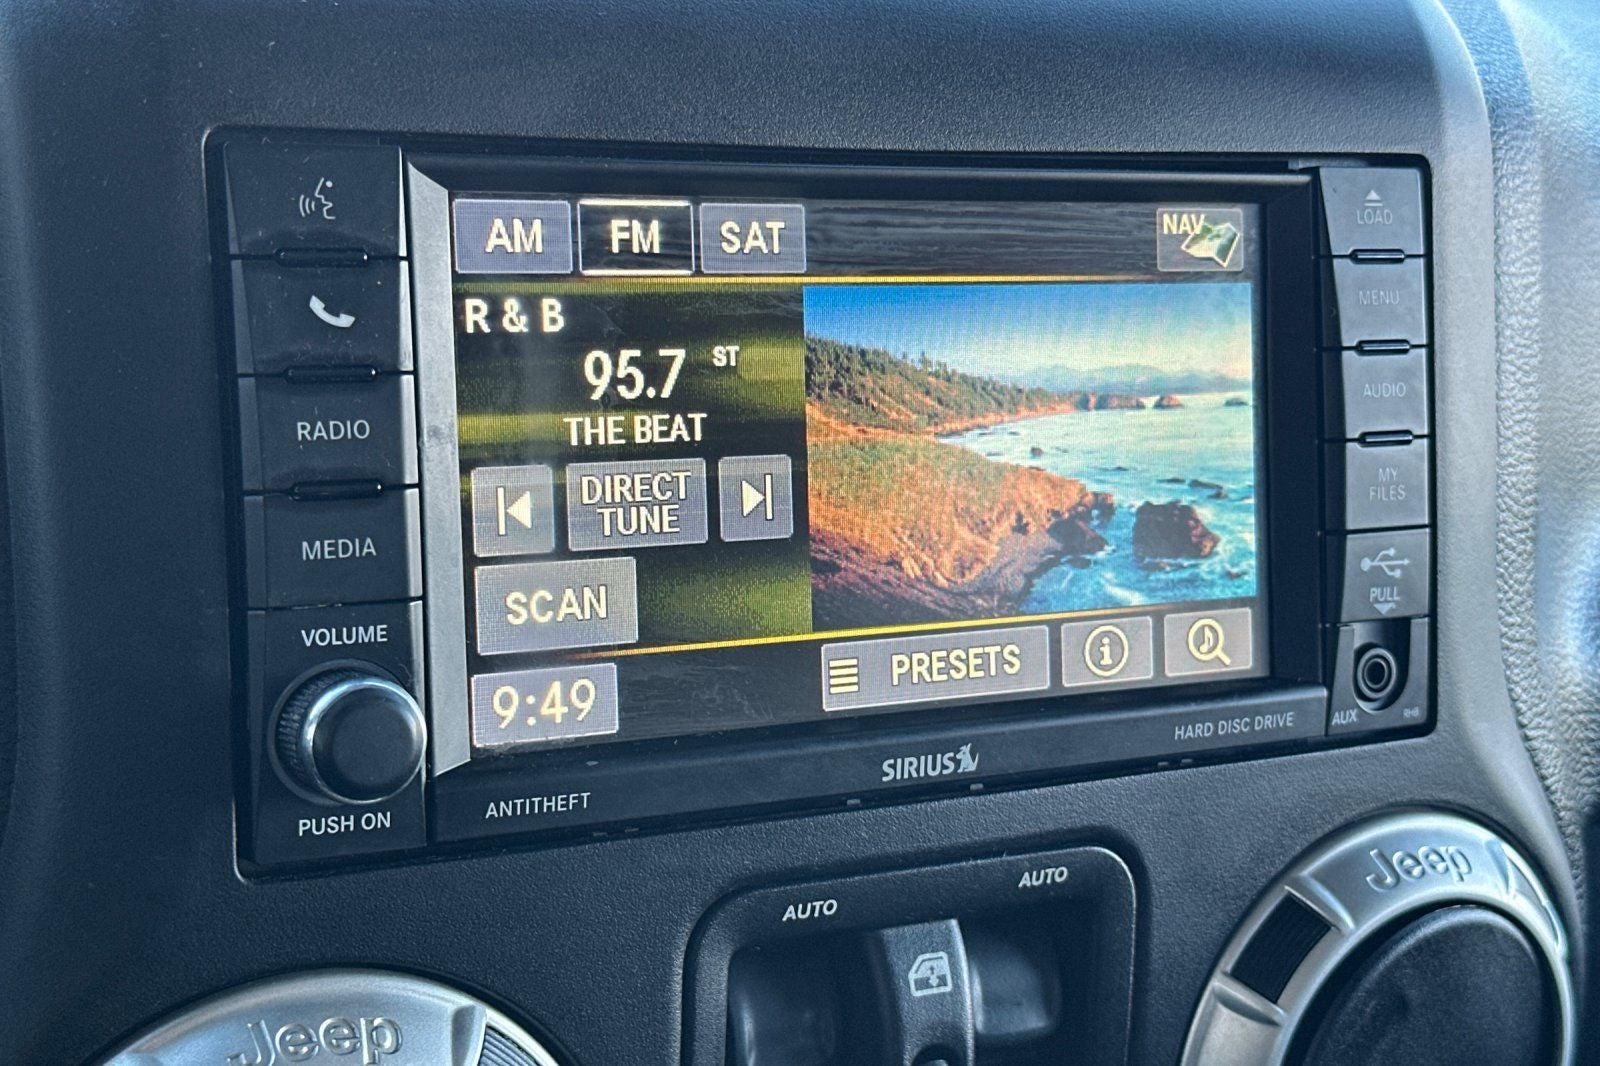 AM
FM
SAT
NAV
R & B
95.7 ST
THE BEAT
DIRECT
TUNE
SCAN
9:49
PRESETS
i
RADIO
MEDIA
VOLUME
PUSH ON
LOAD
MENU
AUDIO
MY
FILES
PULL
AUX
RHB
ANTITHEFT
SIRIUS
HARD DISC DRIVE
AUTO
AUTO
Jeep
Jeep